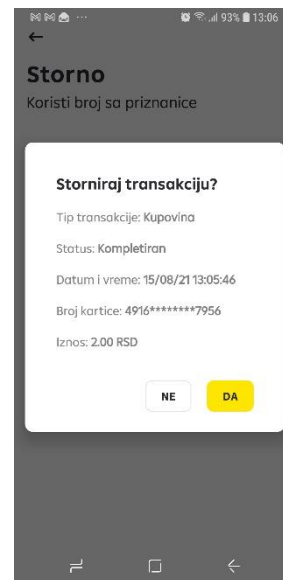 93% 13:06
Storno
Koristi broj sa priznanice
Storniraj transakciju?
Tip transakcije: Kupovina
Status: Kompletiran
Datum i vreme: 15/08/21 13:05:46
Broj kartice: 4916********7956
Iznos: 2.00 RSD
NE DA